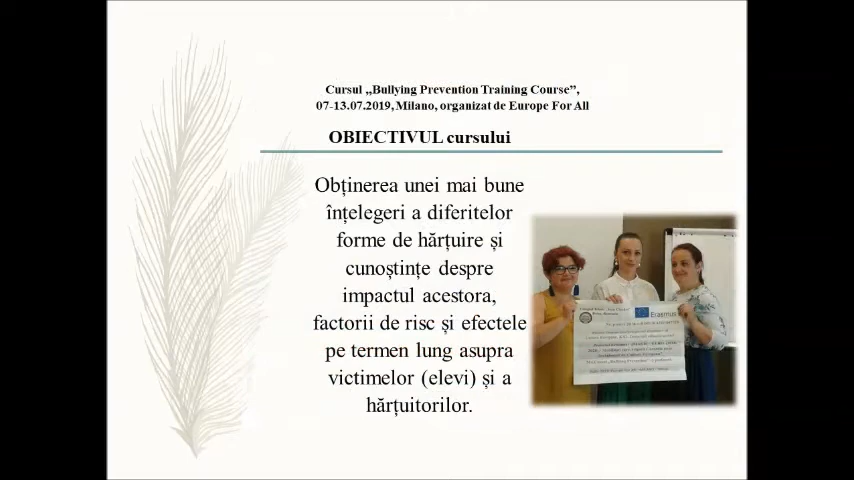 Cursul „Bullying Prevention Training Course”,
07-13.07.2019, Milano, organizat de Europe For All
OBIECTIVUL cursului
Obținerea unei mai bune
înțelegeri a diferitelor
forme de hărțuire și
cunoștințe despre
impactul acestora,
factorii de risc și efectele
pe termen lung asupra
victimelor (elevi) și a
hărțuitorilor.
Erasmus